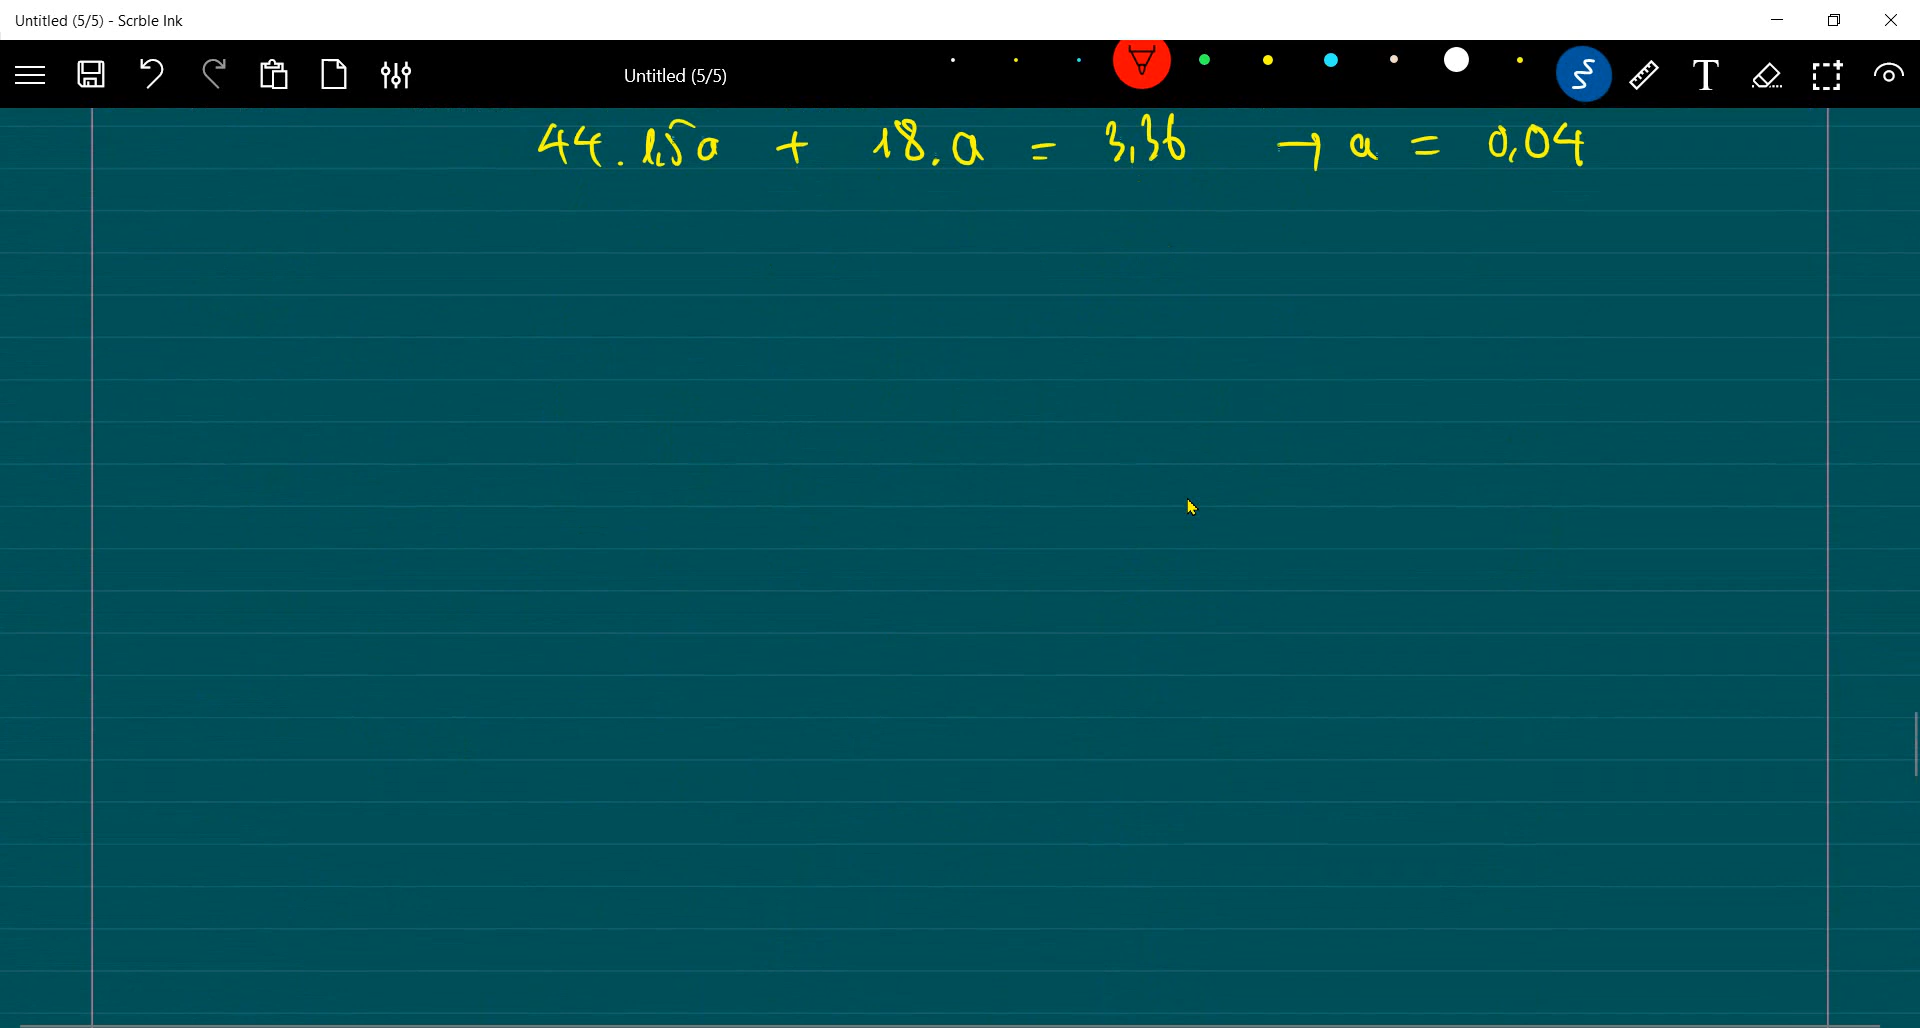 Untitled (5/5) - Scrble Ink
Untitled (5/5)
T
44.1,5a + 18.a = 3,36 → a = 0,04